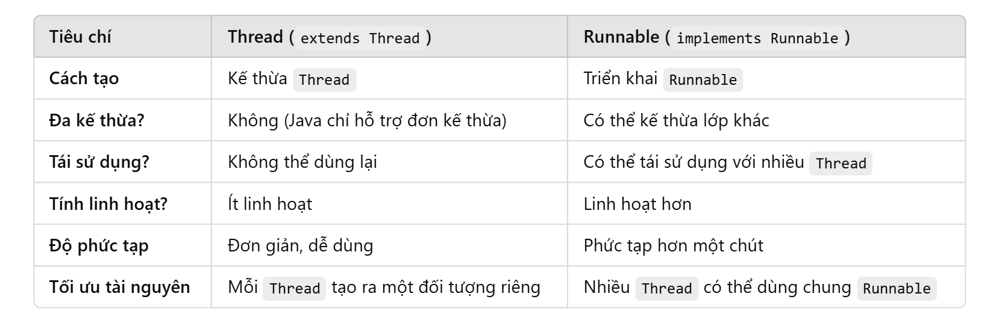 Tiêu chí Thread ( extends Thread ) Runnable ( implements Runnable )
Cách tạo Kế thừa Thread Triển khai Runnable
Đa kế thừa? Không (Java chỉ hỗ trợ đơn kế thừa) Có thể kế thừa lớp khác
Tái sử dụng? Không thể dùng lại Có thể tái sử dụng với nhiều Thread
Tính linh hoạt? Ít linh hoạt Linh hoạt hơn
Độ phức tạp Đơn giản, dễ dùng Phức tạp hơn một chút
Tối ưu tài nguyên Mỗi Thread tạo ra một đối tượng riêng Nhiều Thread có thể dùng chung Runnable